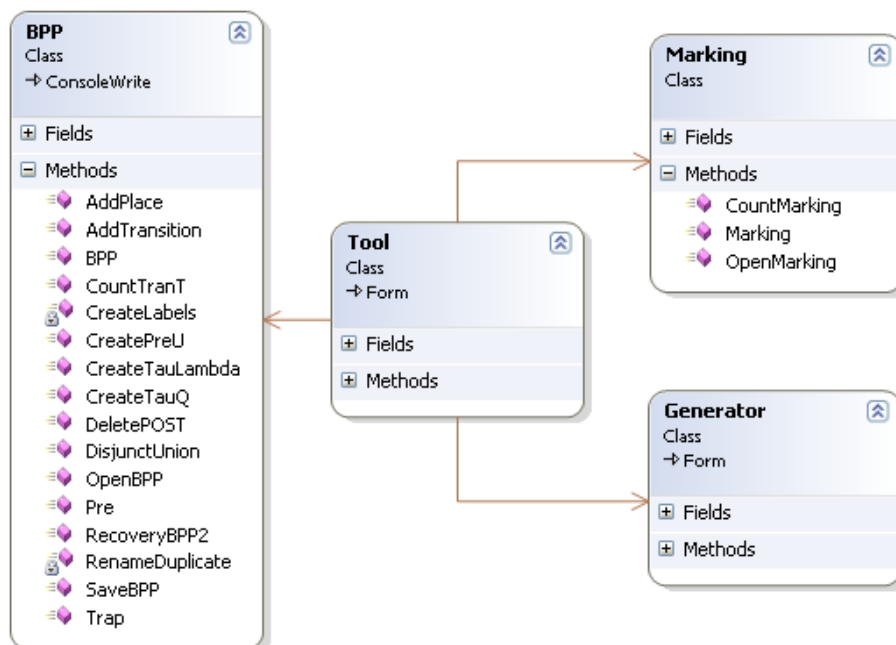 BPP
Class
ConsoleWrite
Fields
Methods
AddPlace
AddTransition
BPP
CountTranT
CreateLabels
CreatePreU
CreateTauLambda
CreateTauQ
DeletePOST
DisjunctUnion
OpenBPP
Pre
RecoveryBPP2
RenameDuplicate
SaveBPP
Trap
Tool
Class
Form
Fields
Methods
Marking
Class
Fields
Methods
CountMarking
Marking
OpenMarking
Generator
Class
Form
Fields
Methods